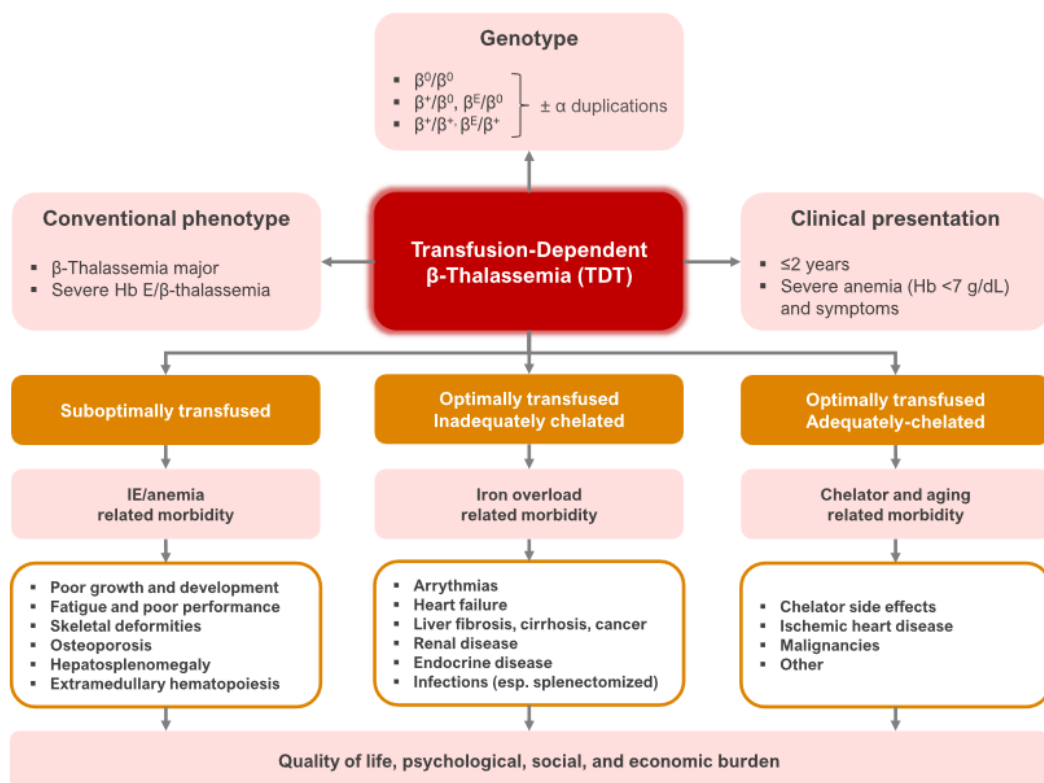 Genotype
▪ β⁰/β⁰
▪ β⁺/β⁰, βᴱ/β⁰
▪ β⁺/β⁺, βᴱ/β⁺
± α duplications
Conventional phenotype
▪ β-Thalassemia major
▪ Severe Hb E/β-thalassemia
Transfusion-Dependent
β-Thalassemia (TDT)
Clinical presentation
▪ ≤2 years
▪ Severe anemia (Hb <7 g/dL)
and symptoms
Suboptimally transfused
Optimally transfused
Inadequately chelated
Optimally transfused
Adequately-chelated
IE/anemia
related morbidity
Iron overload
related morbidity
Chelator and aging
related morbidity
▪ Poor growth and development
▪ Fatigue and poor performance
▪ Skeletal deformities
▪ Osteoporosis
▪ Hepatosplenomegaly
▪ Extramedullary hematopoiesis
▪ Arrythmias
▪ Heart failure
▪ Liver fibrosis, cirrhosis, cancer
▪ Renal disease
▪ Endocrine disease
▪ Infections (esp. splenectomized)
▪ Chelator side effects
▪ Ischemic heart disease
▪ Malignancies
▪ Other
Quality of life, psychological, social, and economic burden